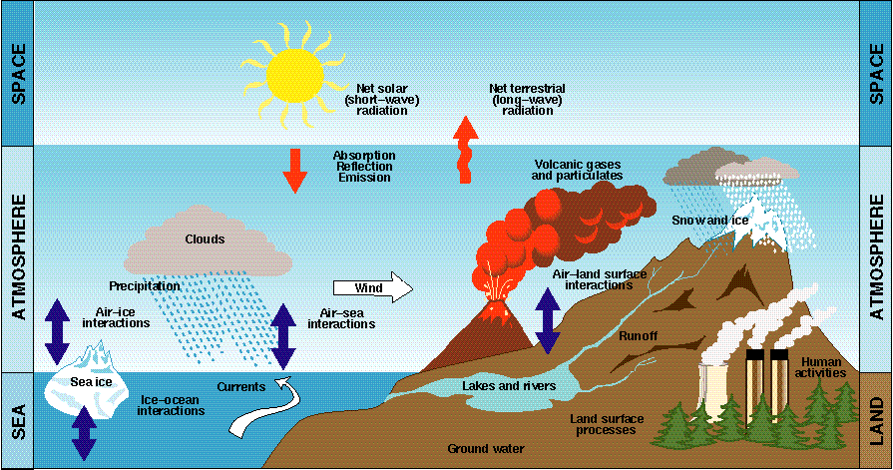 SPACE
SPACE
Net solar
(short–wave)
radiation
Net terrestrial
(long–wave)
radiation
Absorption
Reflection
Emission
Volcanic gases
and particulates
ATMOSPHERE
ATMOSPHERE
Snow and ice
Clouds
Precipitation
Wind
Air–land surface
interactions
Air–ice
interactions
Air–sea
interactions
Runoff
Human
activities
Sea ice
Currents
Lakes and rivers
Ice–ocean
interactions
Land surface
processes
Ground water
SEA
LAND